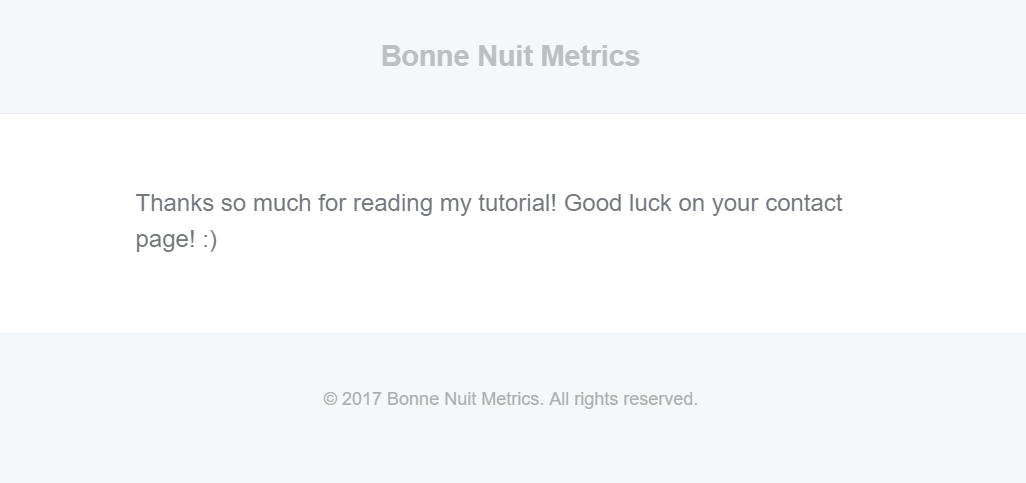 Bonne Nuit Metrics
Thanks so much for reading my tutorial! Good luck on your contact
page! :)
© 2017 Bonne Nuit Metrics. All rights reserved.